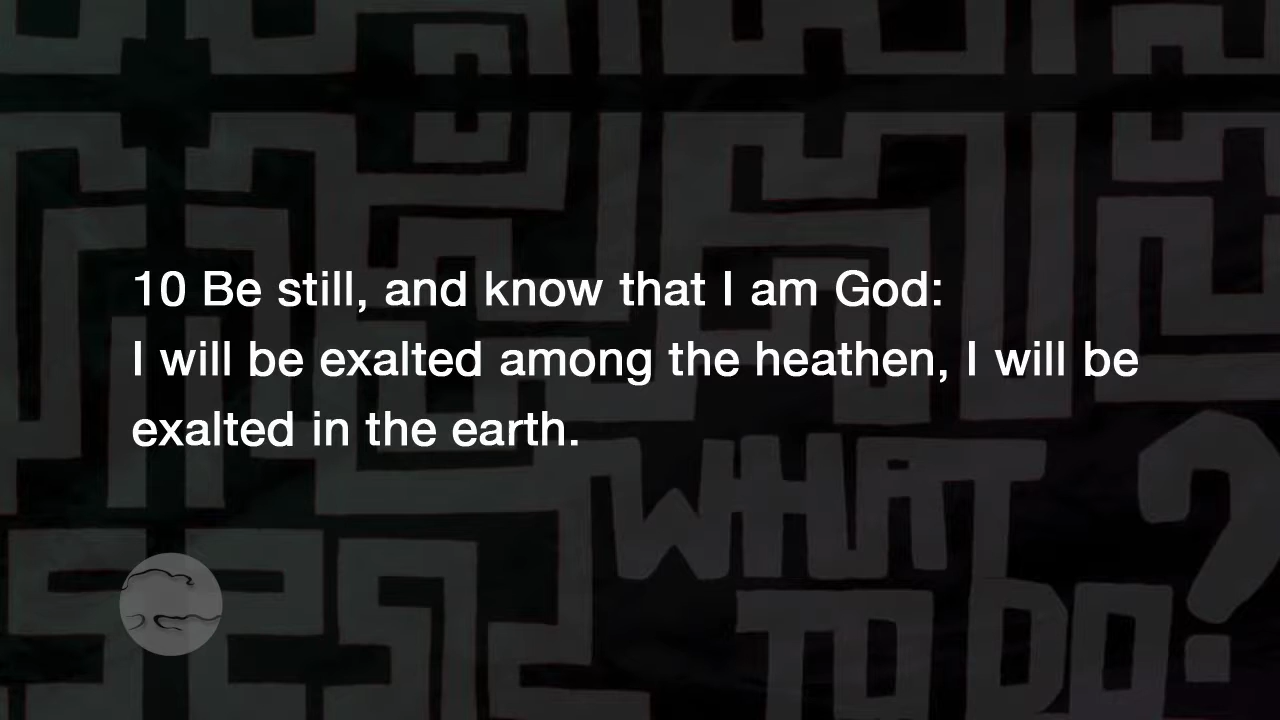 10 Be still, and know that I am God:
I will be exalted among the heathen, I will be
exalted in the earth.
WHAT
TO DO?